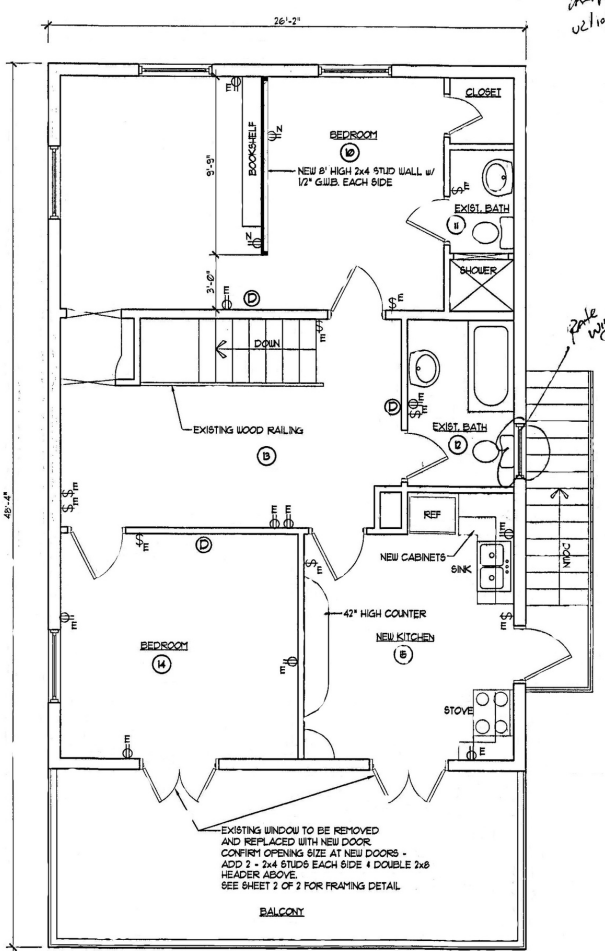 26'-2"
CLOSET
E
BEDROOM
10
N
BOOKSHELF
9'-9"
NEW 8' HIGH 2x4 STUD WALL W/
1/2" G.W.B. EACH SIDE
$E
EXIST. BATH
11
N
SHOWER
3'-0"
E
D
$E
$E
DOWN
D
E
$E
EXISTING WOOD RAILING
EXIST. BATH
12
13
48'-4"
$E
$E
E E
REF
NEW CABINETS
SINK
E
DOWN
$E
D
$E
42" HIGH COUNTER
$E
E
BEDROOM
14
NEW KITCHEN
15
E
STOVE
E
E
EXISTING WINDOW TO BE REMOVED
AND REPLACED WITH NEW DOOR
CONFIRM OPENING SIZE AT NEW DOORS -
ADD 2 - 2x4 STUDS EACH SIDE & DOUBLE 2x8
HEADER ABOVE.
SEE SHEET 2 OF 2 FOR FRAMING DETAIL
BALCONY